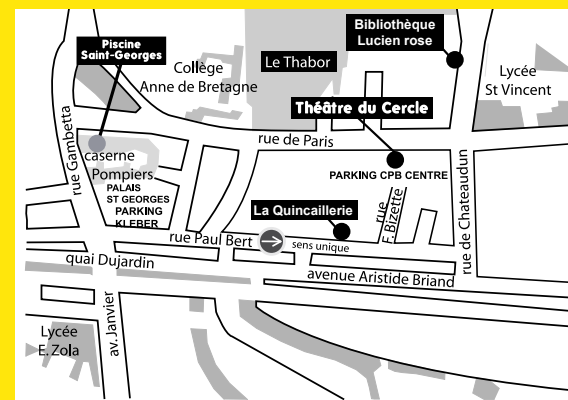 Piscine
Saint-Georges
Collège
Anne de Bretagne
Le Thabor
Bibliothèque
Lucien rose
Lycée
St Vincent
Théâtre du Cercle
rue de Paris
rue Gambetta
caserne
Pompiers
PALAIS
ST GEORGES
PARKING
KLEBER
PARKING CPB CENTRE
La Quincaillerie
rue
F. Bizette
rue de Chateaudun
rue Paul Bert
sens unique
quai Dujardin
avenue Aristide Briand
av. Janvier
Lycée
E. Zola